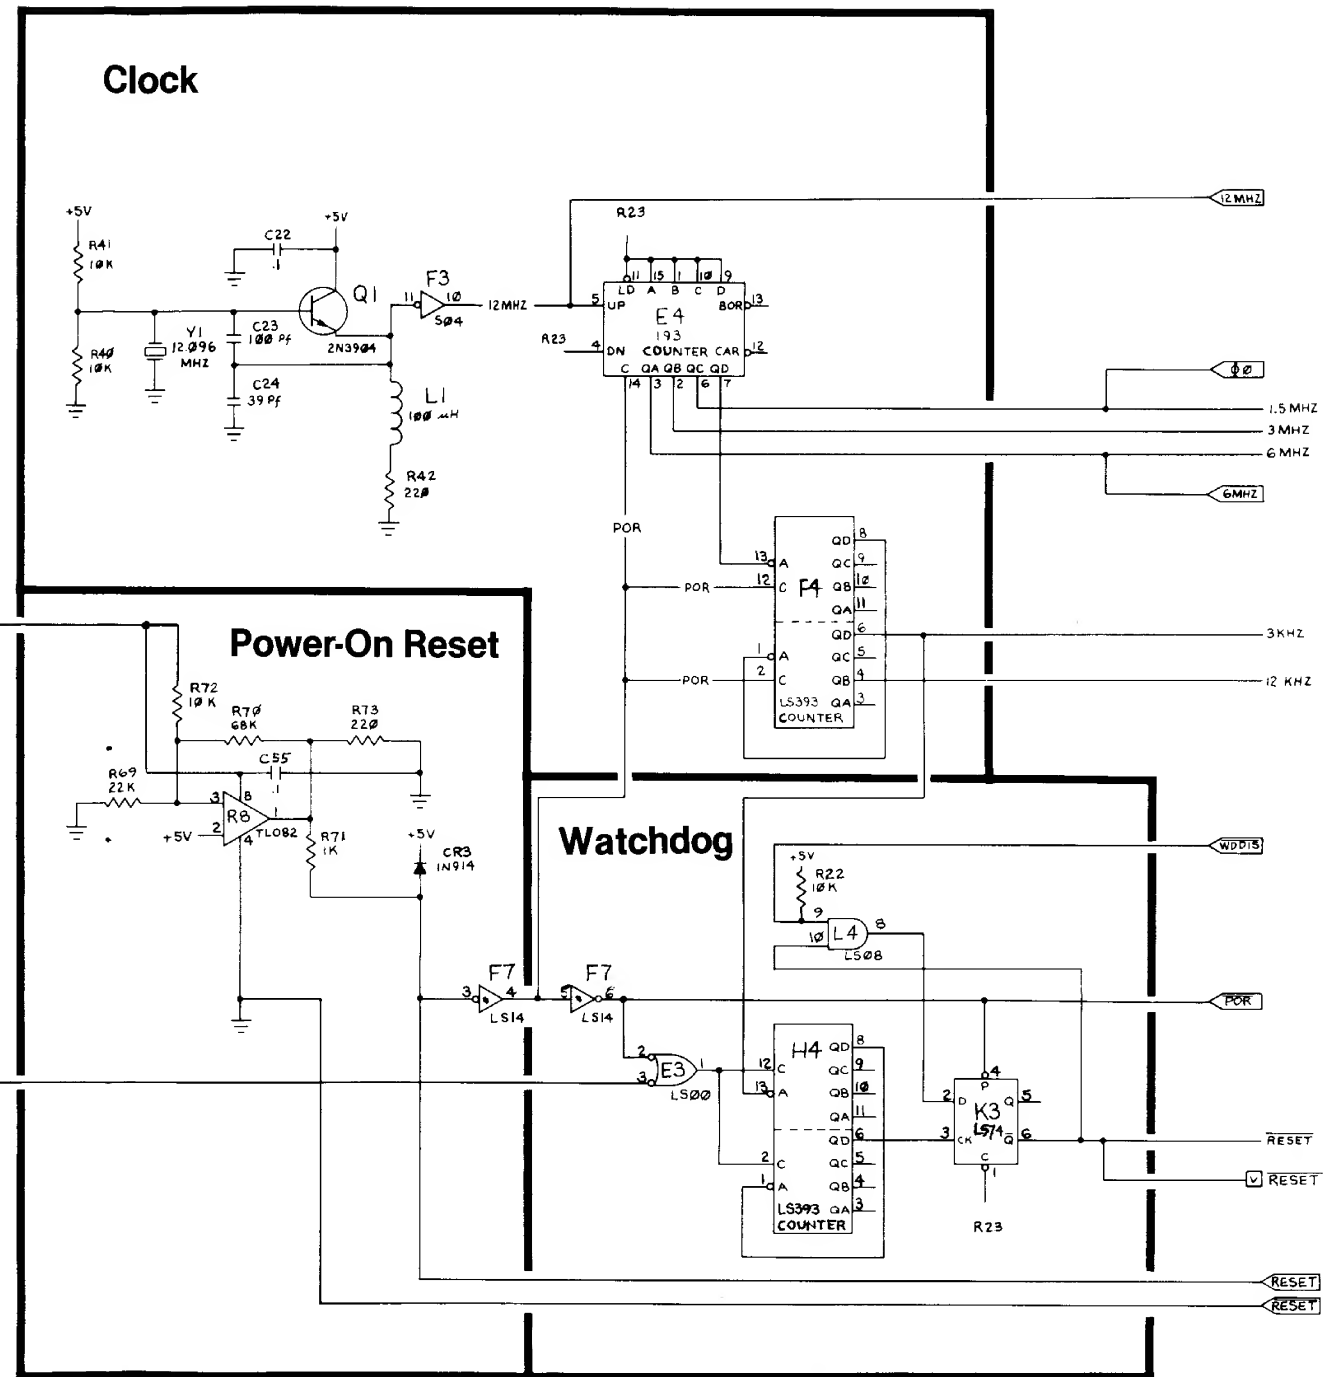 Clock
+5V
R41
10K
R40
10K
Y1
12.096
MHZ
C22
.1
+5V
Q1
2N3904
C23
100 Pf
C24
39 Pf
L1
100 uH
R42
220
F3
11
10
S04
12MHZ
R23
11 15 1 10 9
LD A B C D
5 UP
BOR 13
E4
193
COUNTER
R23
4 DN
CAR 12
C QA QB QC QD
14 3 2 6 7
12MHZ
Φ0
1.5 MHZ
3 MHZ
6 MHZ
6MHZ
POR
POR
POR
13 A
12 C
F4
QD 8
QC 9
QB 10
QA 11
1 A
2 C
QD 6
QC 5
QB 4
QA 3
LS393
COUNTER
3KHZ
12 KHZ
Power-On Reset
R72
10 K
R70
68K
R73
220
C55
.1
R69
22K
3
8
R8
1
TL082
+5V 2
4
R71
1K
+5V
CR3
1N914
3 F7 4
LS14
Watchdog
5 F7 6
LS14
+5V
R22
10K
9
10
L4
8
LS08
WDDIS
POR
2
3
E3
1
LS00
H4
12 C
13 A
QD 8
QC 9
QB 10
QA 11
2 C
1 A
QD 6
QC 5
QB 4
QA 3
LS393
COUNTER
4
P
2 D
Q 5
K3
LS74
3 CK
Q 6
C
1
R23
RESET
V RESET
RESET
RESET